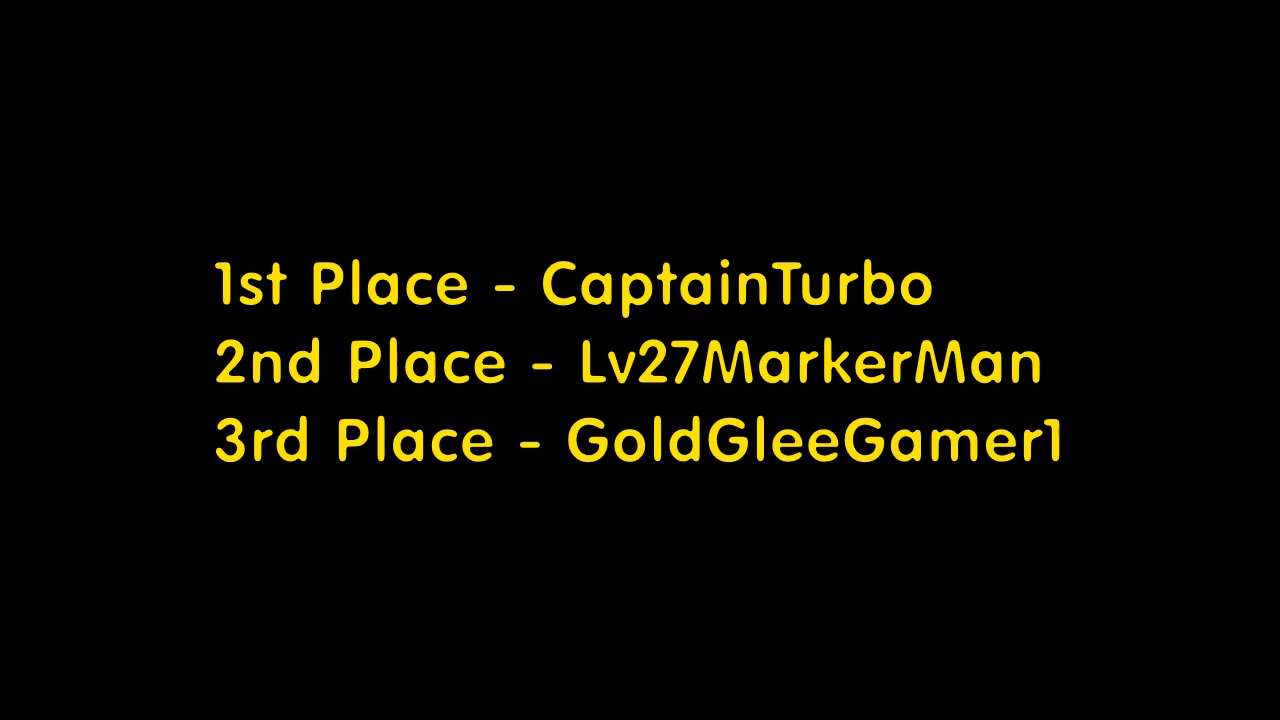 1st Place - CaptainTurbo
2nd Place - Lv27MarkerMan
3rd Place - GoldGleeGamer1